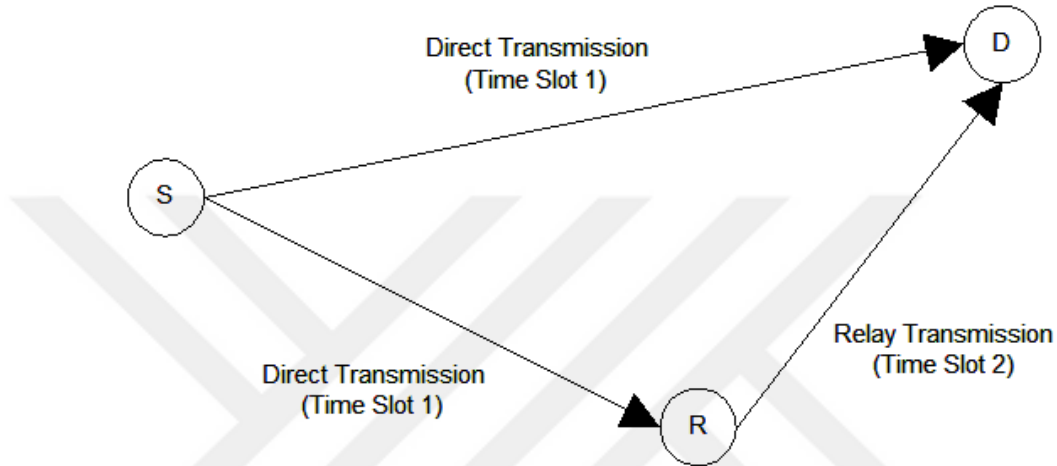 Direct Transmission
(Time Slot 1)
D
S
Relay Transmission
(Time Slot 2)
Direct Transmission
(Time Slot 1)
R